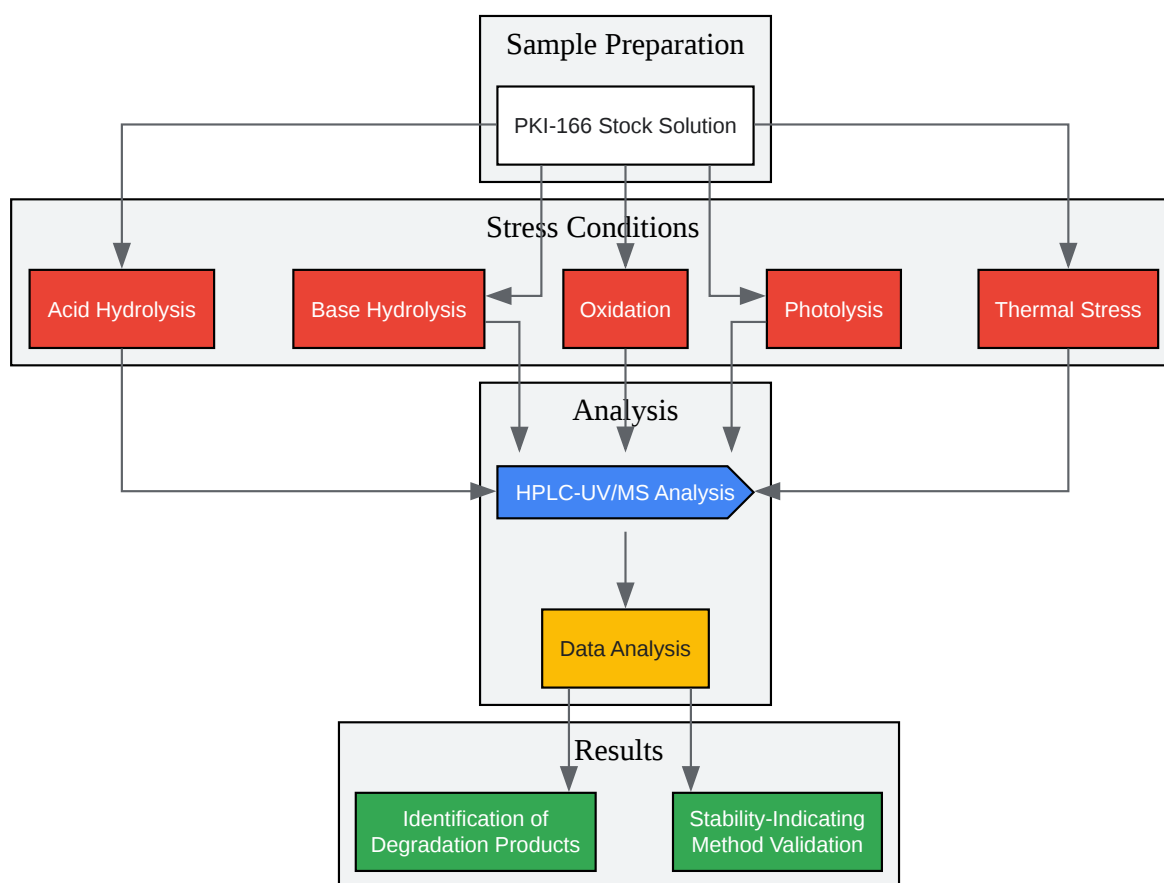 Sample Preparation
PKI-166 Stock Solution
Stress Conditions
Acid Hydrolysis
Base Hydrolysis
Oxidation
Photolysis
Thermal Stress
Analysis
HPLC-UV/MS Analysis
Data Analysis
Results
Identification of
Degradation Products
Stability-Indicating
Method Validation